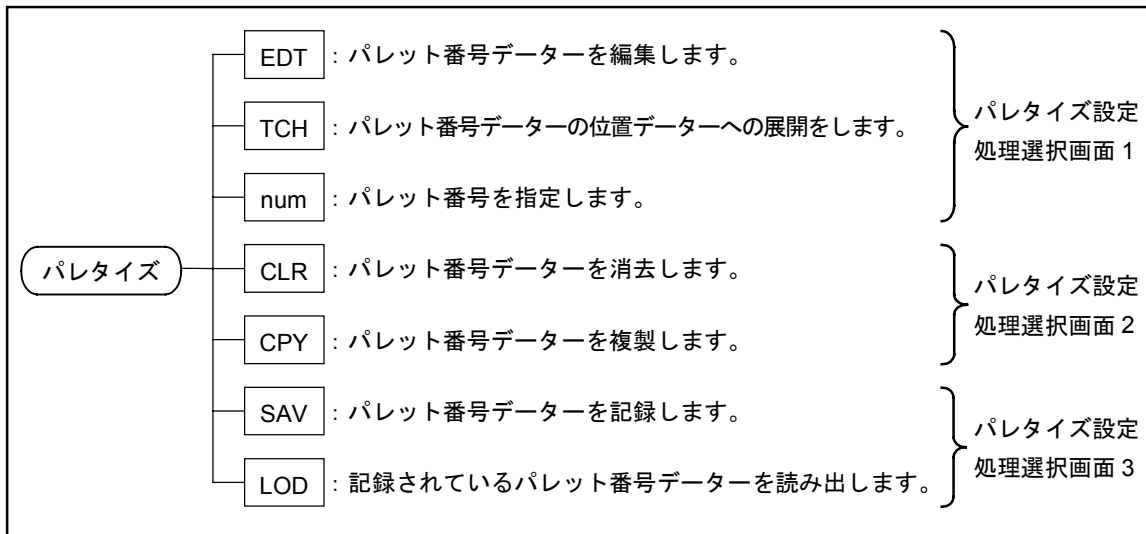 EDT : パレット番号データーを編集します。
TCH : パレット番号データーの位置データーへの展開をします。
num : パレット番号を指定します。
パレタイズ設定
処理選択画面 1
パレタイズ
CLR : パレット番号データーを消去します。
CPY : パレット番号データーを複製します。
パレタイズ設定
処理選択画面 2
SAV : パレット番号データーを記録します。
LOD : 記録されているパレット番号データーを読み出します。
パレタイズ設定
処理選択画面 3